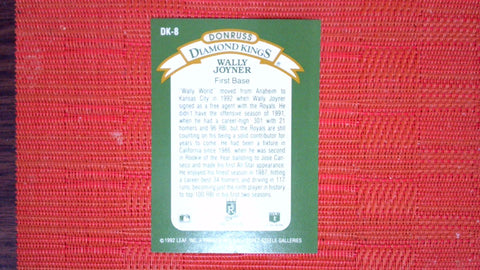 DK-8
DONRUSS
DIAMOND KINGS
WALLY
JOYNER
First Base
"Wally World" moved from Anaheim to
Kansas City in 1992 when Wally Joyner
signed as a free agent with the Royals. He
didn't have the offensive season of 1991,
when he had a career-high .301 with 21
homers and 96 RBI, but the Royals are still
counting on his being a solid contributor for
years to come. He had been a fixture in
California since 1986, when he was second
in Rookie of the Year balloting to Jose Can-
seco and made his first All-Star appearance.
He enjoyed his finest season in 1987, hitting
a career-best 34 homers and driving in 117
runs, becoming just the ninth player in history
to top 100 RBI in his first two seasons.
©1992 LEAF, INC. STEELE GALLERIES